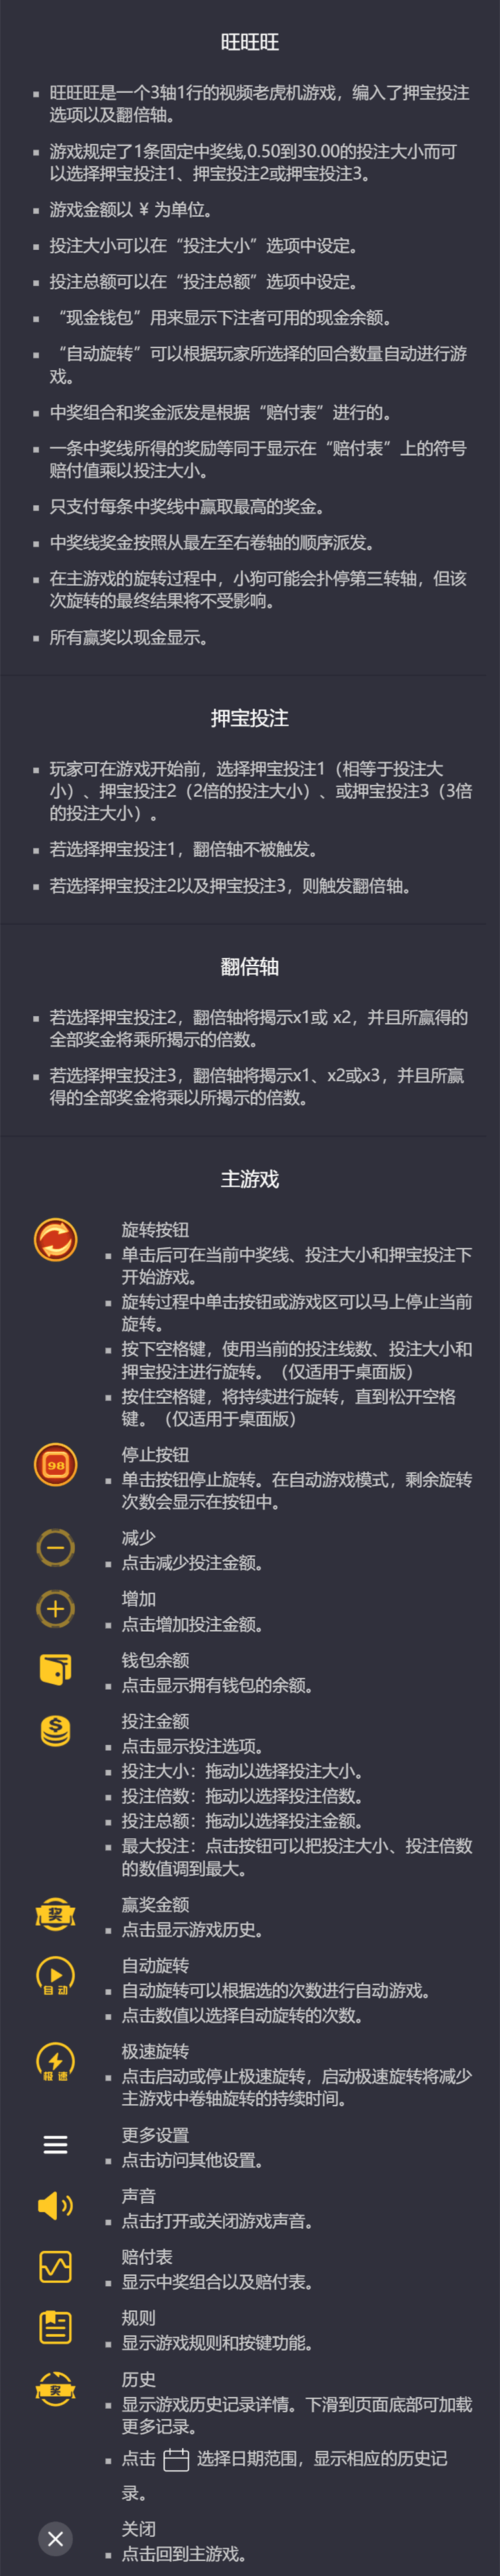 旺旺旺
旺旺旺是一个3轴1行的视频老虎机游戏，编入了押宝投注
选项以及翻倍轴。
游戏规定了1条固定中奖线,0.50到30.00的投注大小而可
以选择押宝投注1、押宝投注2或押宝投注3。
游戏金额以 ¥ 为单位。
投注大小可以在“投注大小”选项中设定。
投注总额可以在“投注总额”选项中设定。
“现金钱包”用来显示下注者可用的现金余额。
“自动旋转”可以根据玩家所选择的回合数量自动进行游
戏。
中奖组合和奖金派发是根据“赔付表”进行的。
一条中奖线所得的奖励等同于显示在“赔付表”上的符号
赔付值乘以投注大小。
只支付每条中奖线中赢取最高的奖金。
中奖线奖金按照从最左至右卷轴的顺序派发。
在主游戏的旋转过程中，小狗可能会扑停第三转轴，但该
次旋转的最终结果将不受影响。
所有赢奖以现金显示。
押宝投注
玩家可在游戏开始前，选择押宝投注1（相等于投注大
小）、押宝投注2（2倍的投注大小）、或押宝投注3（3倍
的投注大小）。
若选择押宝投注1，翻倍轴不被触发。
若选择押宝投注2以及押宝投注3，则触发翻倍轴。
翻倍轴
若选择押宝投注2，翻倍轴将揭示x1或 x2，并且所赢得的
全部奖金将乘所揭示的倍数。
若选择押宝投注3，翻倍轴将揭示x1、x2或x3，并且所赢
得的全部奖金将乘以所揭示的倍数。
主游戏
旋转按钮
单击后可在当前中奖线、投注大小和押宝投注下
开始游戏。
旋转过程中单击按钮或游戏区可以马上停止当前
旋转。
按下空格键，使用当前的投注线数、投注大小和
押宝投注进行旋转。（仅适用于桌面版）
按住空格键，将持续进行旋转，直到松开空格
键。（仅适用于桌面版）
98
停止按钮
单击按钮停止旋转。在自动游戏模式，剩余旋转
次数会显示在按钮中。
减少
点击减少投注金额。
增加
点击增加投注金额。
钱包余额
点击显示拥有钱包的余额。
投注金额
点击显示投注选项。
投注大小：拖动以选择投注大小。
投注倍数：拖动以选择投注倍数。
投注总额：拖动以选择投注金额。
最大投注：点击按钮可以把投注大小、投注倍数
的数值调到最大。
奖
赢奖金额
点击显示游戏历史。
自动
自动旋转
自动旋转可以根据选的次数进行自动游戏。
点击数值以选择自动旋转的次数。
极速
极速旋转
点击启动或停止极速旋转，启动极速旋转将减少
主游戏中卷轴旋转的持续时间。
更多设置
点击访问其他设置。
声音
点击打开或关闭游戏声音。
赔付表
显示中奖组合以及赔付表。
规则
显示游戏规则和按键功能。
奖
历史
显示游戏历史记录详情。下滑到页面底部可加载
更多记录。
点击 选择日期范围，显示相应的历史记
录。
关闭
点击回到主游戏。